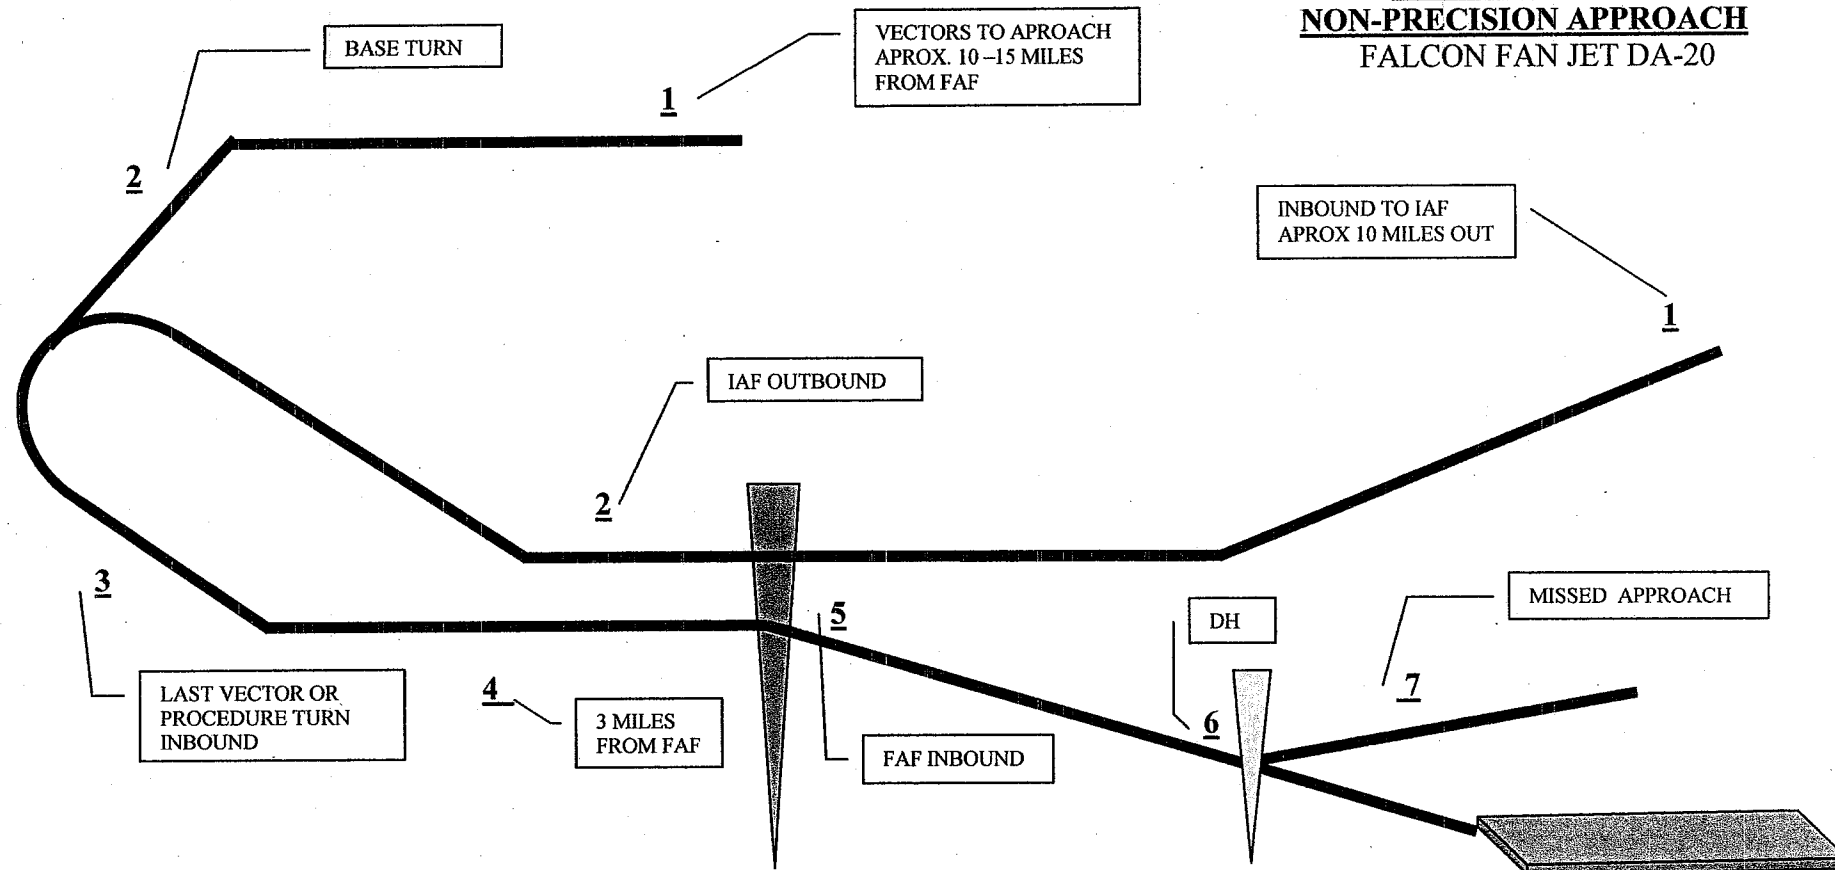 NON-PRECISION APPROACH
FALCON FAN JET DA-20
BASE TURN
VECTORS TO APROACH
APROX. 10 –15 MILES
FROM FAF
1
2
INBOUND TO IAF
APROX 10 MILES OUT
1
IAF OUTBOUND
2
3
LAST VECTOR OR
PROCEDURE TURN
INBOUND
4
3 MILES
FROM FAF
5
FAF INBOUND
DH
6
MISSED APPROACH
7